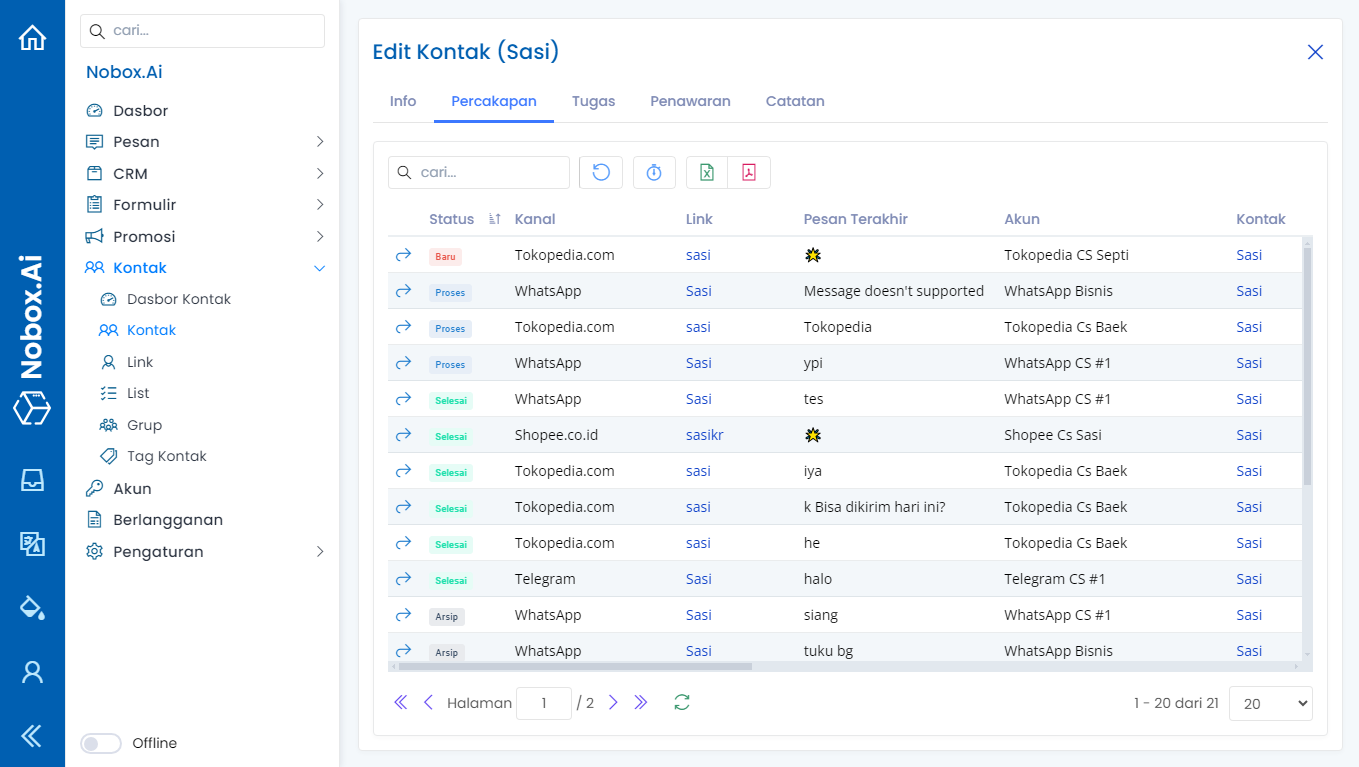 cari...
Nobox.Ai
Dasbor
Pesan
CRM
Formulir
Promosi
Kontak
Dasbor Kontak
Kontak
Link
List
Grup
Tag Kontak
Akun
Berlangganan
Pengaturan
Offline
Nobox.Ai
Edit Kontak (Sasi)
Info Percakapan Tugas Penawaran Catatan
cari...
Status Kanal Link Pesan Terakhir Akun Kontak
Baru Tokopedia.com sasi Tokopedia CS Septi Sasi
Proses WhatsApp Sasi Message doesn't supported WhatsApp Bisnis Sasi
Proses Tokopedia.com sasi Tokopedia Tokopedia Cs Baek Sasi
Proses WhatsApp Sasi ypi WhatsApp CS #1 Sasi
Selesai WhatsApp Sasi tes WhatsApp CS #1 Sasi
Selesai Shopee.co.id sasikr Shopee Cs Sasi Sasi
Selesai Tokopedia.com sasi iya Tokopedia Cs Baek Sasi
Selesai Tokopedia.com sasi k Bisa dikirim hari ini? Tokopedia Cs Baek Sasi
Selesai Tokopedia.com sasi he Tokopedia Cs Baek Sasi
Selesai Telegram Sasi halo Telegram CS #1 Sasi
Arsip WhatsApp Sasi siang WhatsApp CS #1 Sasi
Arsip WhatsApp Sasi tuku bg WhatsApp Bisnis Sasi
Halaman 1 / 2 1 - 20 dari 21 20